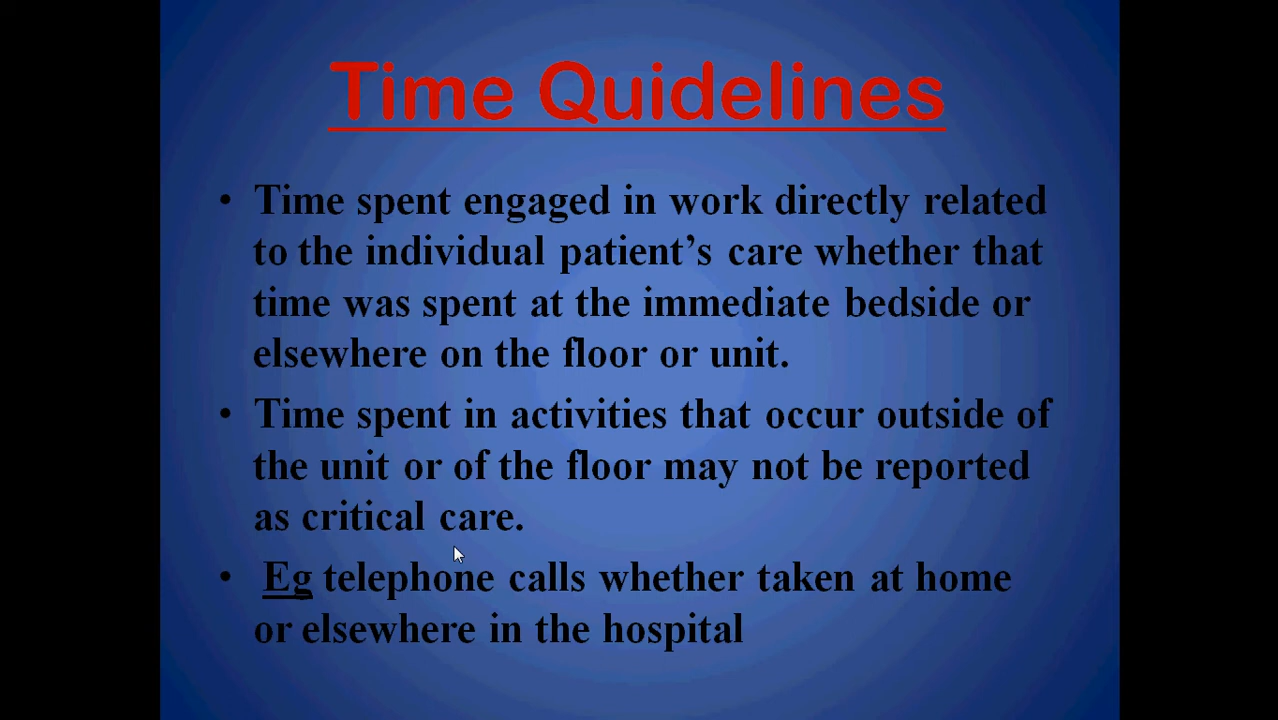 Time Quidelines
• Time spent engaged in work directly related
to the individual patient’s care whether that
time was spent at the immediate bedside or
elsewhere on the floor or unit.
• Time spent in activities that occur outside of
the unit or of the floor may not be reported
as critical care.
• Eg telephone calls whether taken at home
or elsewhere in the hospital